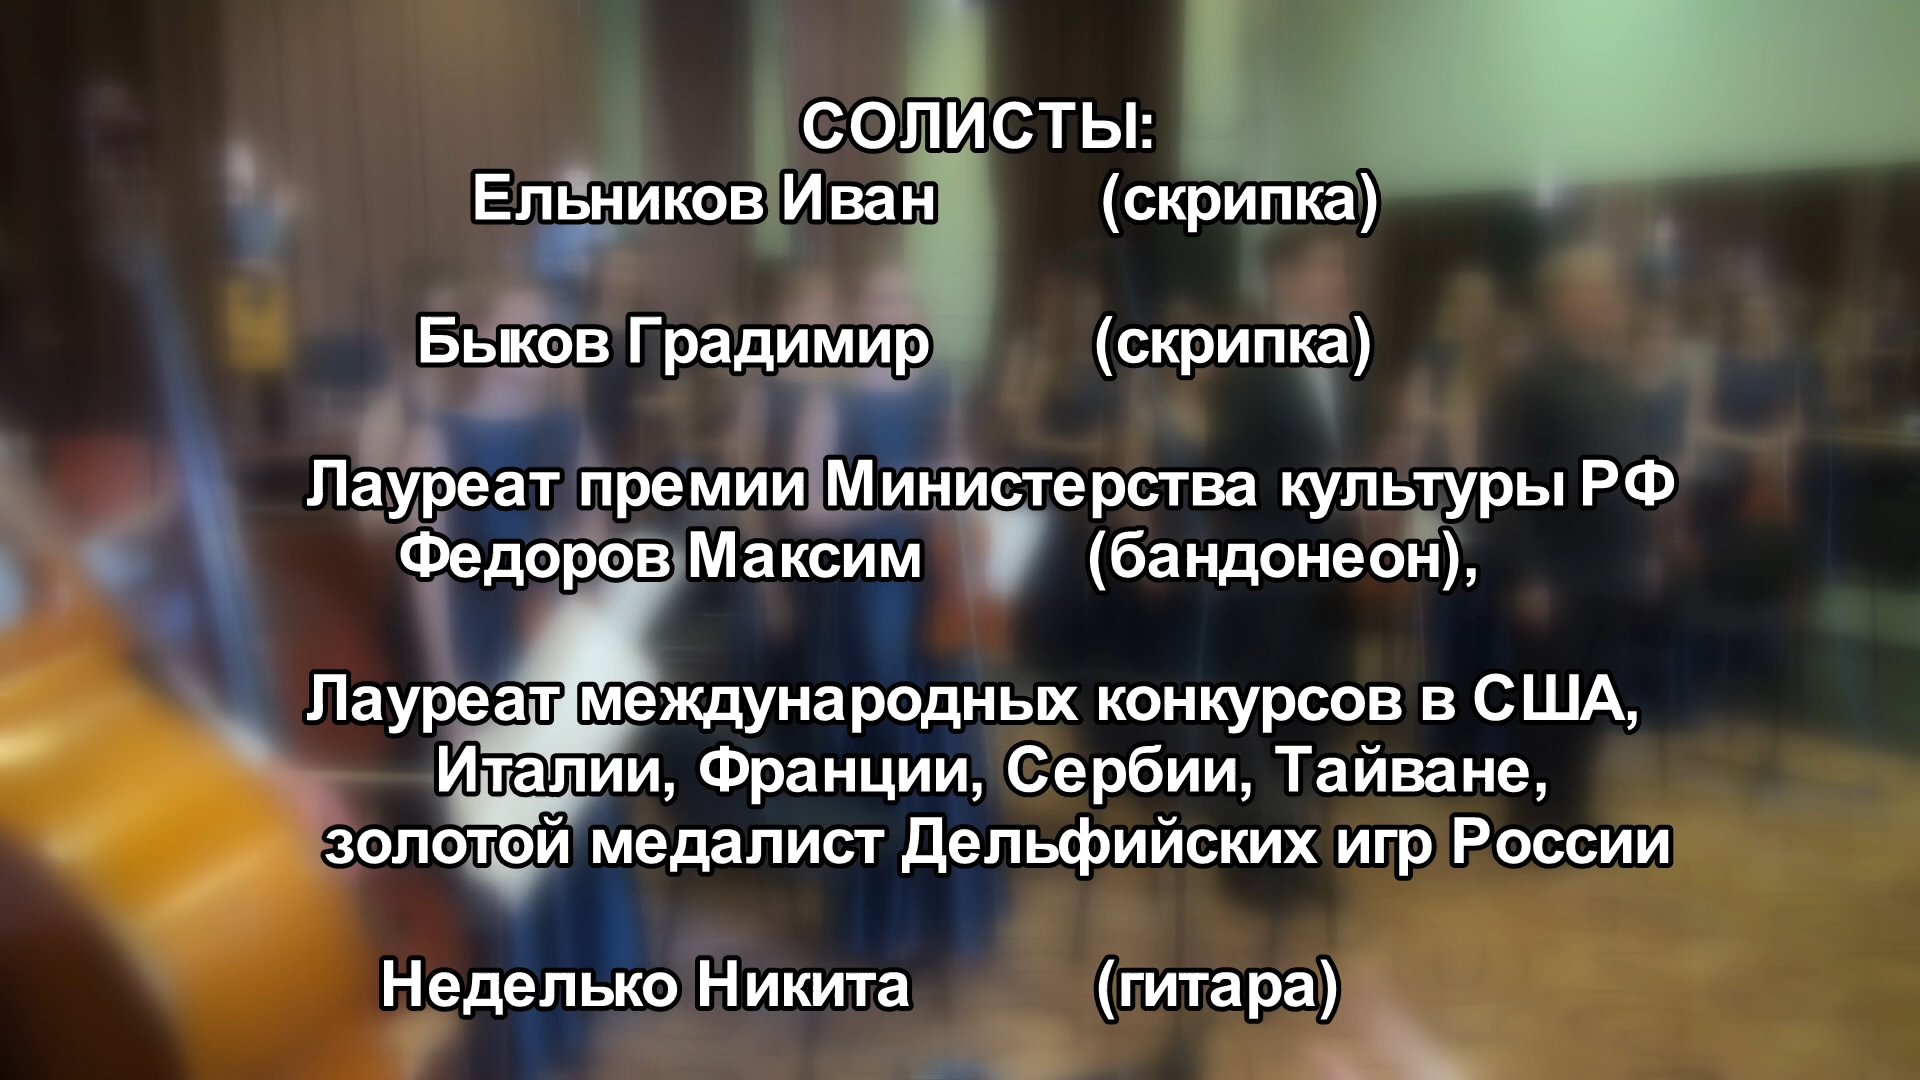 СОЛИСТЫ:
Ельников Иван (скрипка)
Быков Градимир (скрипка)
Лауреат премии Министерства культуры РФ
Федоров Максим (бандонеон),
Лауреат международных конкурсов в США,
Италии, Франции, Сербии, Тайване,
золотой медалист Дельфийских игр России
Неделько Никита (гитара)